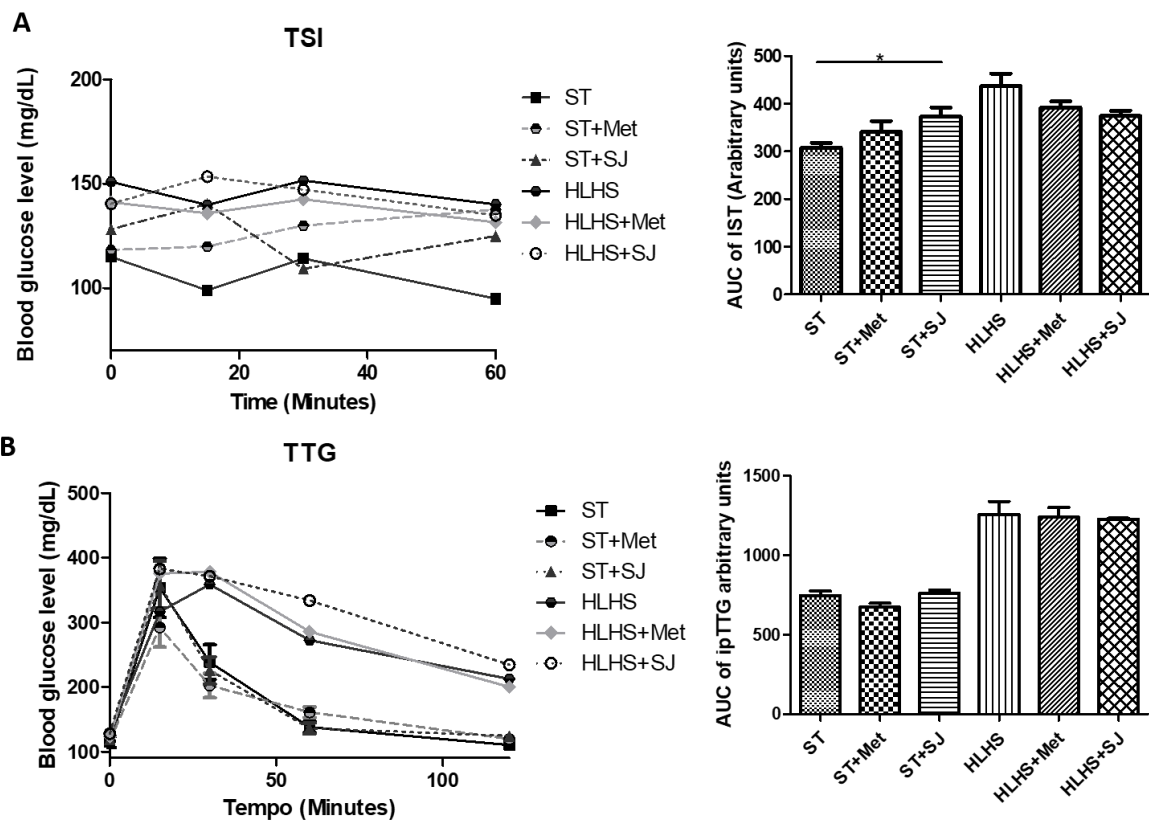 A
TSI
Blood glucose level (mg/dL)
200
150
100
0
20
40
60
Time (Minutes)
ST
ST+Met
ST+SJ
HLHS
HLHS+Met
HLHS+SJ
AUC of IST (Arabitrary units)
500
400
300
200
100
0
*
ST
ST+Met
ST+SJ
HLHS
HLHS+Met
HLHS+SJ
B
TTG
Blood glucose level (mg/dL)
500
400
300
200
100
0
50
100
Tempo (Minutes)
ST
ST+Met
ST+SJ
HLHS
HLHS+Met
HLHS+SJ
AUC of ipTTG arbitrary units
1500
1000
500
0
ST
ST+Met
ST+SJ
HLHS
HLHS+Met
HLHS+SJ